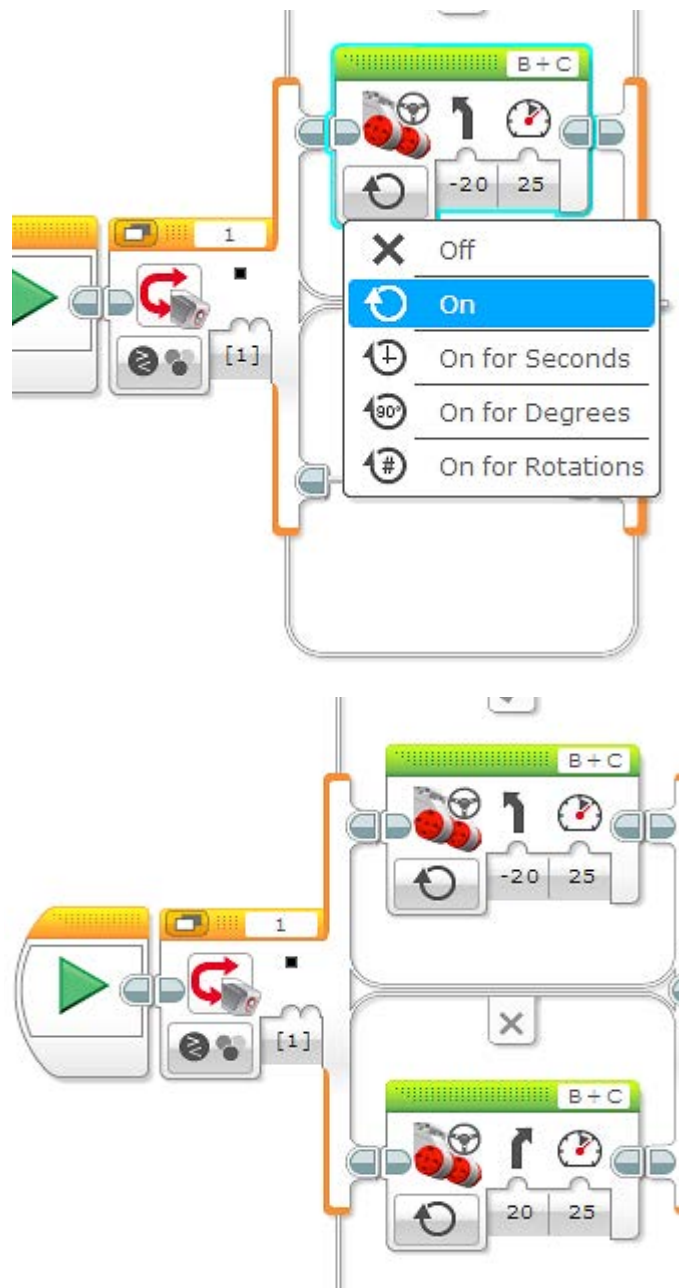 B + C
-20 25
1
[1]
Off
On
On for Seconds
90°
On for Degrees
#
On for Rotations
B + C
-20 25
1
[1]
B + C
20 25